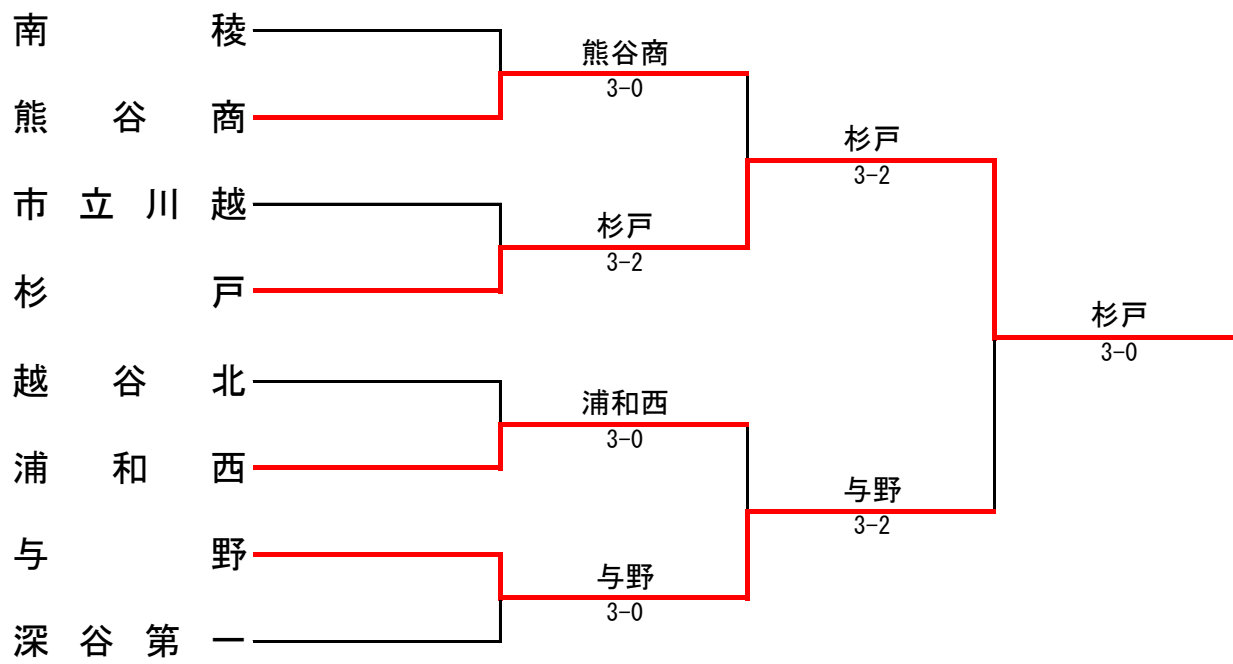 南稜
熊谷商
市立川越
杉戸
越谷北
浦和西
与野
深谷第一
熊谷商
3-0
杉戸
3-2
浦和西
3-0
与野
3-0
杉戸
3-2
与野
3-2
杉戸
3-0